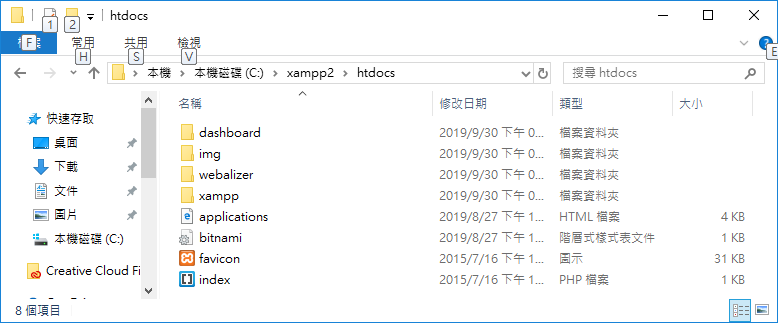 1 2 htdocs
檔案 常用 共用 檢視
F H S V E
本機 本機磁碟 (C:) xampp2 htdocs 搜尋 htdocs
名稱 修改日期 類型 大小
快速存取
桌面
下載
文件
圖片
本機磁碟 (C:)
Creative Cloud Fi
dashboard 2019/9/30 下午 0... 檔案資料夾
img 2019/9/30 下午 0... 檔案資料夾
webalizer 2019/9/30 下午 0... 檔案資料夾
xampp 2019/9/30 下午 0... 檔案資料夾
applications 2019/8/27 下午 1... HTML 檔案 4 KB
bitnami 2019/8/27 下午 1... 階層式樣式表文件 1 KB
favicon 2015/7/16 下午 1... 圖示 31 KB
index 2015/7/16 下午 1... PHP 檔案 1 KB
8 個項目